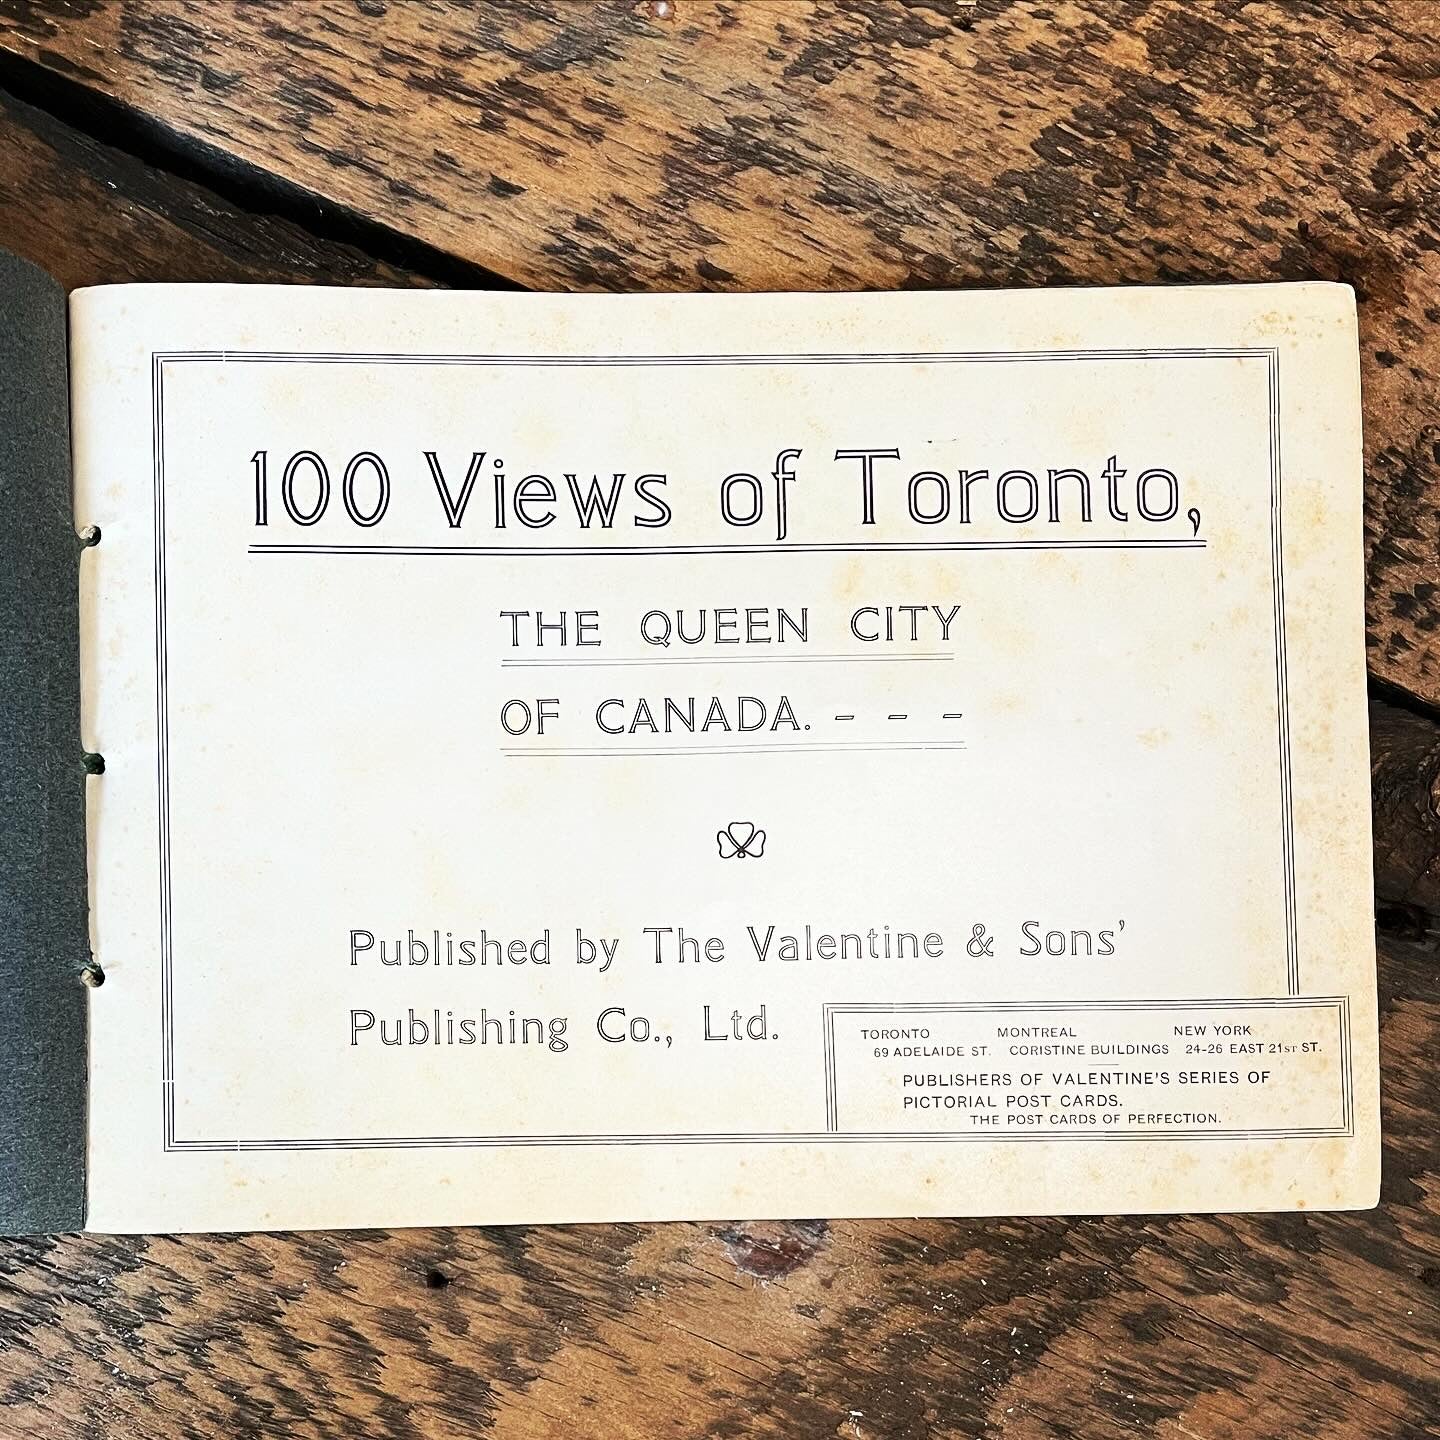 100 Views of Toronto,
THE QUEEN CITY
OF CANADA. - - -
Published by The Valentine & Sons'
Publishing Co., Ltd.
TORONTO MONTREAL NEW YORK
69 ADELAIDE ST. CORISTINE BUILDINGS 24-26 EAST 21ST ST.
PUBLISHERS OF VALENTINE'S SERIES OF
PICTORIAL POST CARDS.
THE POST CARDS OF PERFECTION.